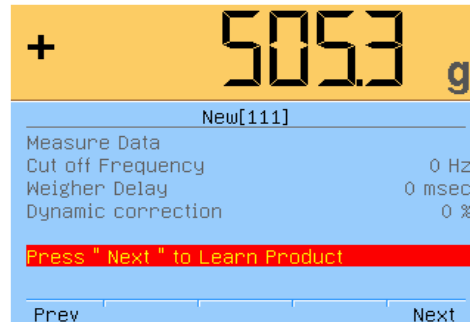 + 505.3 g
New[111]
Measure Data
Cut off Frequency 0 Hz
Weigher Delay 0 msec
Dynamic correction 0 %
Press " Next " to Learn Product
Prev Next